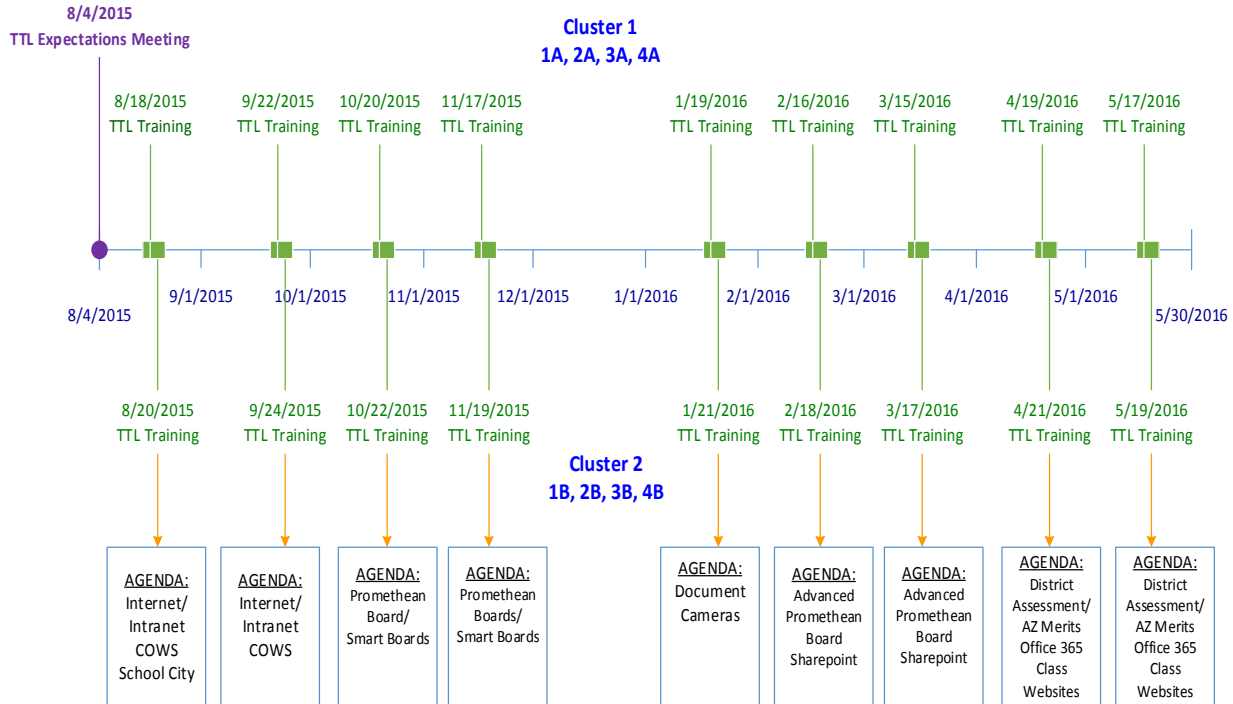 8/4/2015
TTL Expectations Meeting
Cluster 1
1A, 2A, 3A, 4A
8/18/2015
TTL Training
9/22/2015
TTL Training
10/20/2015
TTL Training
11/17/2015
TTL Training
1/19/2016
TTL Training
2/16/2016
TTL Training
3/15/2016
TTL Training
4/19/2016
TTL Training
5/17/2016
TTL Training
8/4/2015
9/1/2015
10/1/2015
11/1/2015
12/1/2015
1/1/2016
2/1/2016
3/1/2016
4/1/2016
5/1/2016
5/30/2016
8/20/2015
TTL Training
9/24/2015
TTL Training
10/22/2015
TTL Training
11/19/2015
TTL Training
1/21/2016
TTL Training
2/18/2016
TTL Training
3/17/2016
TTL Training
4/21/2016
TTL Training
5/19/2016
TTL Training
Cluster 2
1B, 2B, 3B, 4B
AGENDA:
Internet/
Intranet
COWS
School City
AGENDA:
Internet/
Intranet
COWS
AGENDA:
Promethean
Board/
Smart Boards
AGENDA:
Promethean
Boards/
Smart Boards
AGENDA:
Document
Cameras
AGENDA:
Advanced
Promethean
Board
Sharepoint
AGENDA:
Advanced
Promethean
Board
Sharepoint
AGENDA:
District
Assessment/
AZ Merits
Office 365
Class
Websites
AGENDA:
District
Assessment/
AZ Merits
Office 365
Class
Websites